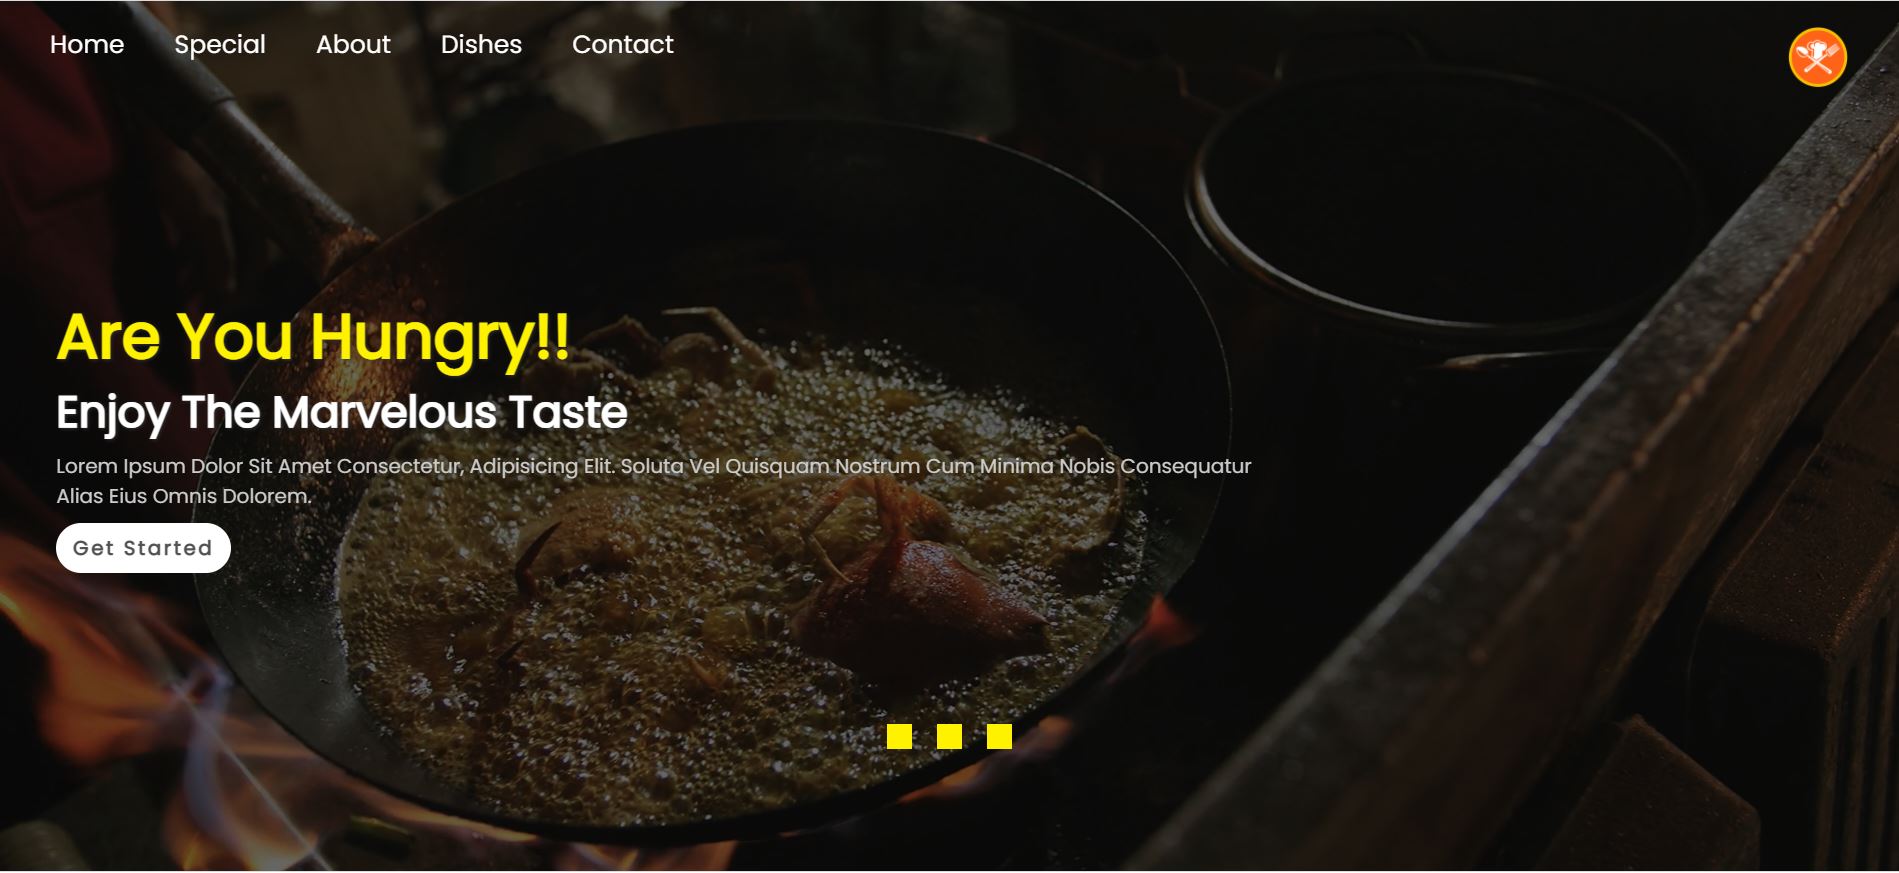 Home Special About Dishes Contact
Are You Hungry!!
Enjoy The Marvelous Taste
Lorem Ipsum Dolor Sit Amet Consectetur, Adipisicing Elit. Soluta Vel Quisquam Nostrum Cum Minima Nobis Consequatur
Alias Eius Omnis Dolorem.
Get Started